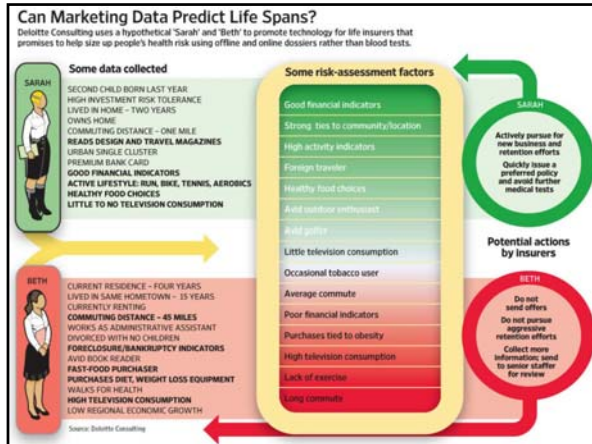 Can Marketing Data Predict Life Spans?
Deloitte Consulting uses a hypothetical 'Sarah' and 'Beth' to promote technology for life insurers that
promises to help size up people's health risk using offline and online dossiers rather than blood tests.
SARAH
Some data collected
SECOND CHILD BORN LAST YEAR
HIGH INVESTMENT RISK TOLERANCE
LIVED IN HOME – TWO YEARS
OWNS HOME
COMMUTING DISTANCE – ONE MILE
READS DESIGN AND TRAVEL MAGAZINES
URBAN SINGLE CLUSTER
PREMIUM BANK CARD
GOOD FINANCIAL INDICATORS
ACTIVE LIFESTYLE: RUN, BIKE, TENNIS, AEROBICS
HEALTHY FOOD CHOICES
LITTLE TO NO TELEVISION CONSUMPTION
BETH
CURRENT RESIDENCE – FOUR YEARS
LIVED IN SAME HOMETOWN – 15 YEARS
CURRENTLY RENTING
COMMUTING DISTANCE – 45 MILES
WORKS AS ADMINISTRATIVE ASSISTANT
DIVORCED WITH NO CHILDREN
FORECLOSURE/BANKRUPTCY INDICATORS
AVID BOOK READER
FAST-FOOD PURCHASER
PURCHASES DIET, WEIGHT LOSS EQUIPMENT
WALKS FOR HEALTH
HIGH TELEVISION CONSUMPTION
LOW REGIONAL ECONOMIC GROWTH
Source: Deloitte Consulting
Some risk-assessment factors
Good financial indicators
Strong ties to community/location
High activity indicators
Foreign traveler
Healthy food choices
Avid outdoor enthusiast
Avid golfer
Little television consumption
Occasional tobacco user
Average commute
Poor financial indicators
Purchases tied to obesity
High television consumption
Lack of exercise
Long commute
SARAH
Actively pursue for
new business and
retention efforts
Quickly issue a
preferred policy and
avoid further
medical tests
Potential actions
by insurers
BETH
Do not
send offers
Do not pursue
aggressive
retention efforts
Collect more
information; send
to senior staffer
for review